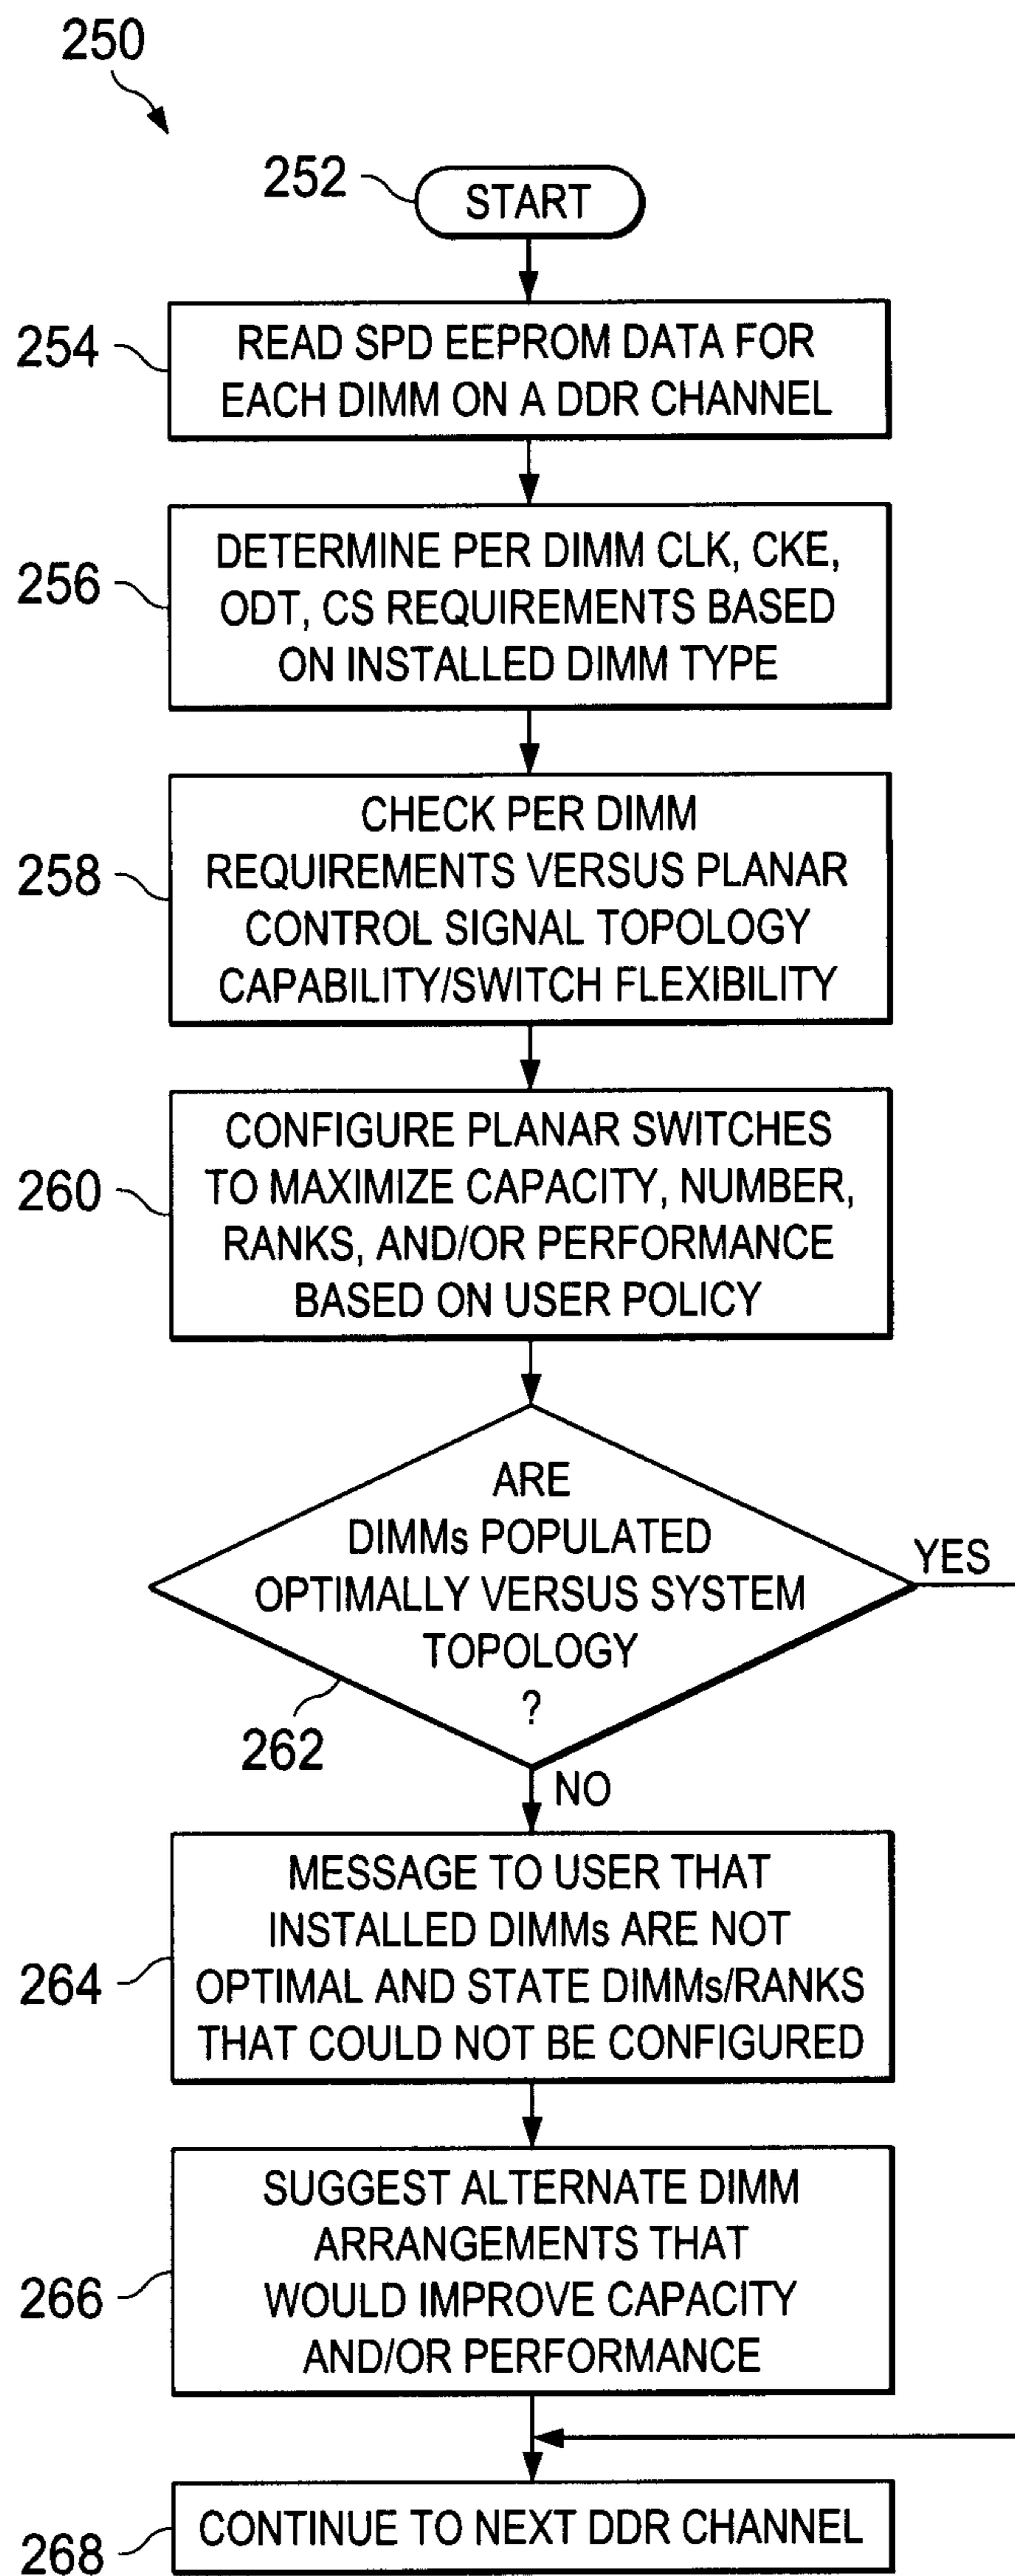 250
252
START
254
READ SPD EEPROM DATA FOR
EACH DIMM ON A DDR CHANNEL
256
DETERMINE PER DIMM CLK, CKE,
ODT, CS REQUIREMENTS BASED
ON INSTALLED DIMM TYPE
258
CHECK PER DIMM
REQUIREMENTS VERSUS PLANAR
CONTROL SIGNAL TOPOLOGY
CAPABILITY/SWITCH FLEXIBILITY
260
CONFIGURE PLANAR SWITCHES
TO MAXIMIZE CAPACITY, NUMBER,
RANKS, AND/OR PERFORMANCE
BASED ON USER POLICY
ARE
DIMMs POPULATED
OPTIMALLY VERSUS SYSTEM
TOPOLOGY
?
YES
262
NO
264
MESSAGE TO USER THAT
INSTALLED DIMMs ARE NOT
OPTIMAL AND STATE DIMMs/RANKS
THAT COULD NOT BE CONFIGURED
266
SUGGEST ALTERNATE DIMM
ARRANGEMENTS THAT
WOULD IMPROVE CAPACITY
AND/OR PERFORMANCE
268
CONTINUE TO NEXT DDR CHANNEL